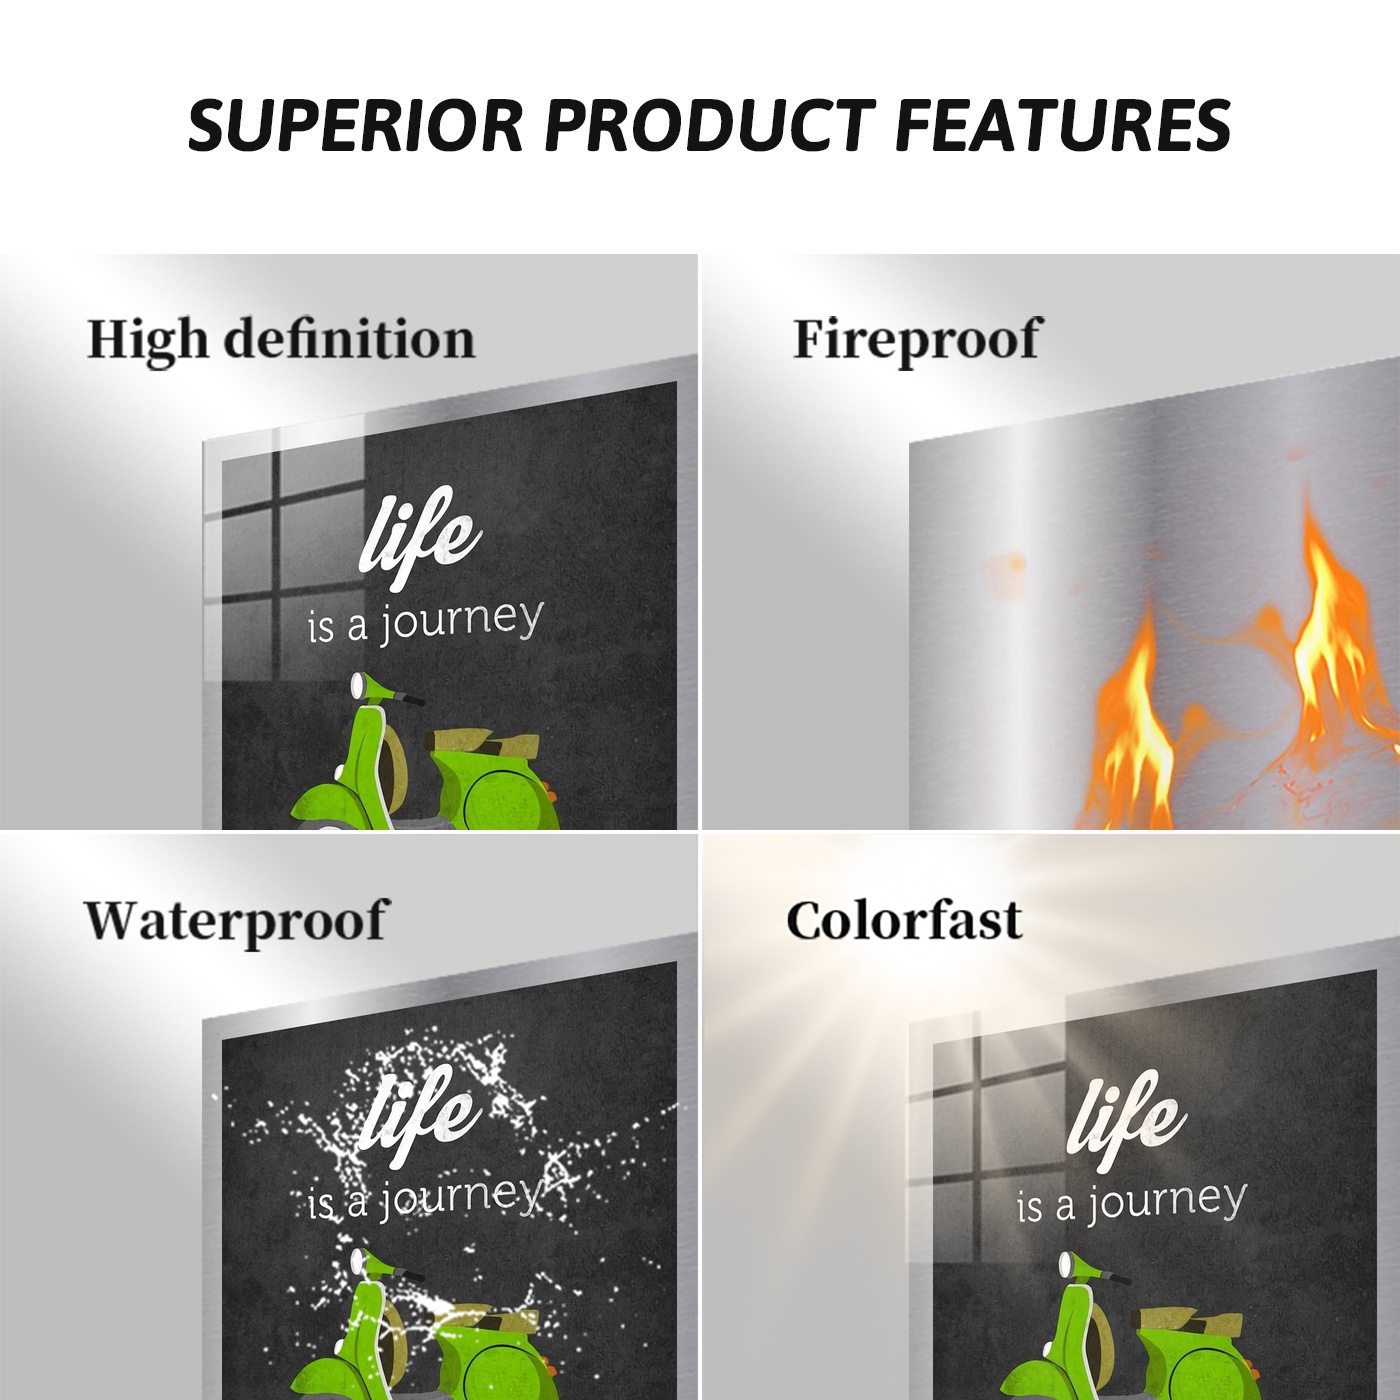 SUPERIOR PRODUCT FEATURES
High definition
life
is a journey
Fireproof
Waterproof
life
is a journey
Colorfast
life
is a journey